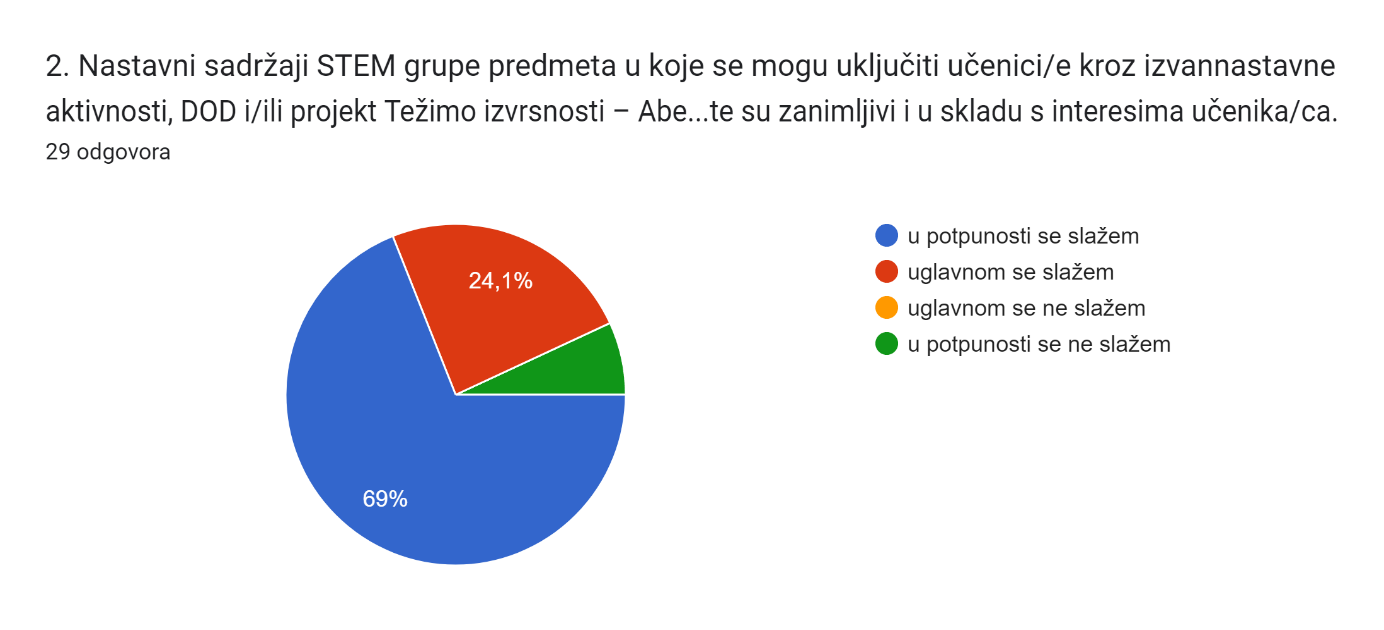 2. Nastavni sadržaji STEM grupe predmeta u koje se mogu uključiti učenici/e kroz izvannastavne
aktivnosti, DOD i/ili projekt Težimo izvrsnosti – Abe...te su zanimljivi i u skladu s interesima učenika/ca.
29 odgovora
u potpunosti se slažem
uglavnom se slažem
uglavnom se ne slažem
u potpunosti se ne slažem
24,1%
69%